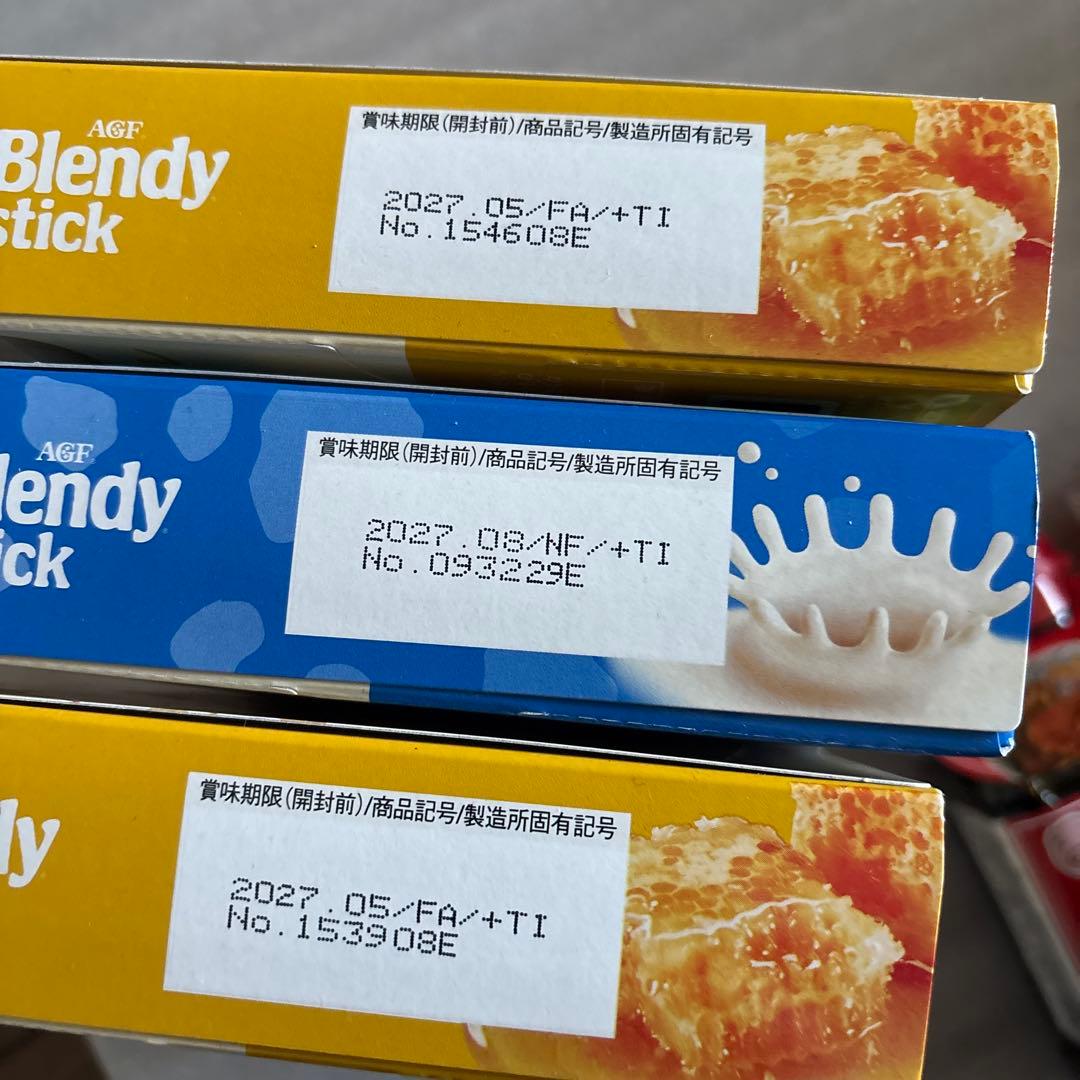 AGF
Blendy
stick
賞味期限(開封前)/商品記号/製造所固有記号
2027.05/FA/+TI
No.154608E
AGF
lendy
ick
賞味期限(開封前)/商品記号/製造所固有記号
2027.08/NF/+TI
No.093229E
dy
賞味期限(開封前)/商品記号/製造所固有記号
2027.05/FA/+TI
No.153908E